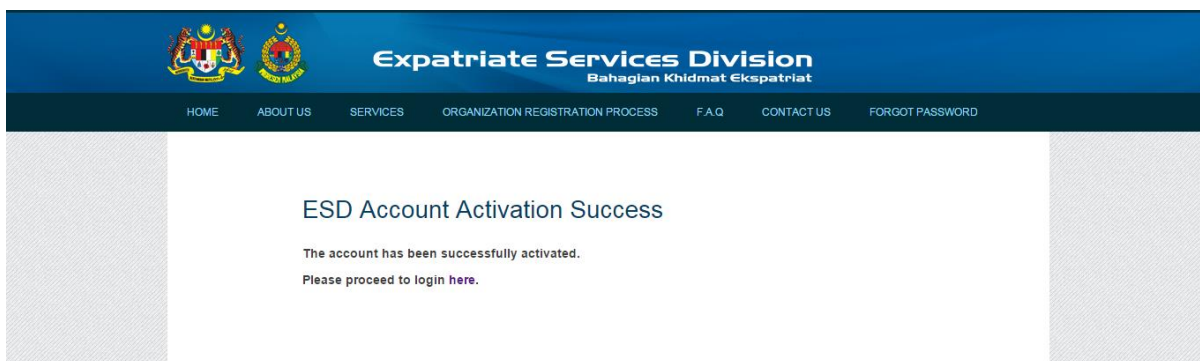 Expatriate Services Division
Bahagian Khidmat Ekspatriat
HOME ABOUT US SERVICES ORGANIZATION REGISTRATION PROCESS F.A.Q CONTACT US FORGOT PASSWORD
ESD Account Activation Success
The account has been successfully activated.
Please proceed to login here.